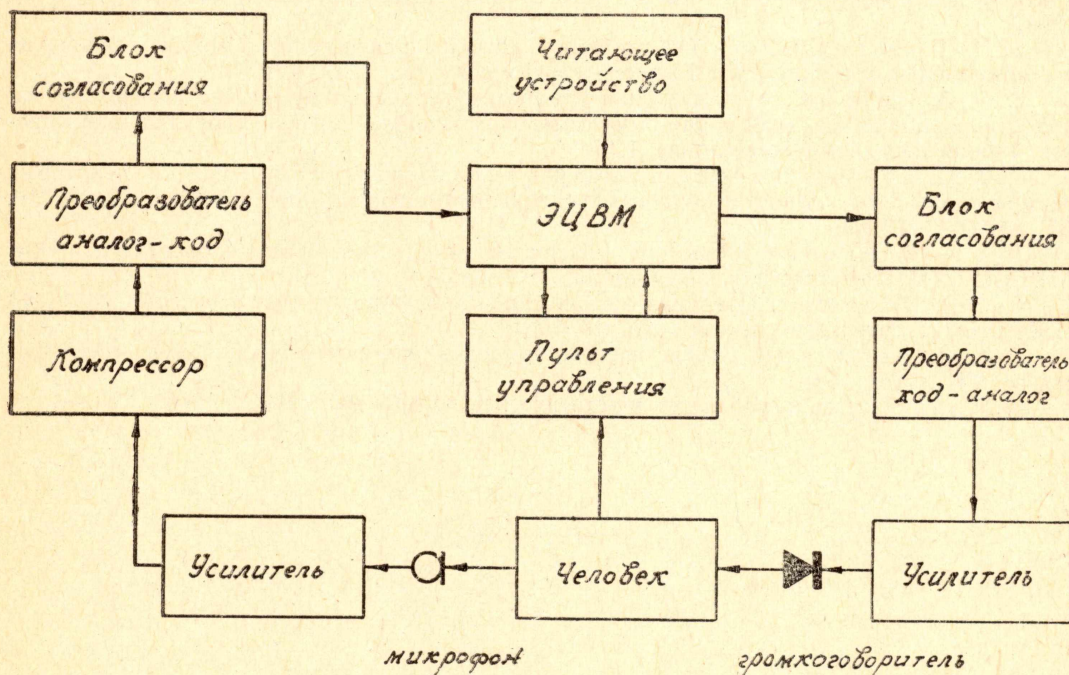 Блок
согласования
Читающее
устройство
Преобразователь
аналог-код
ЭЦВМ
Блок
согласования
Компрессор
Пульт
управления
Преобразователь
код-аналог
Усилитель
Человек
Усилитель
микрофон
громкоговоритель